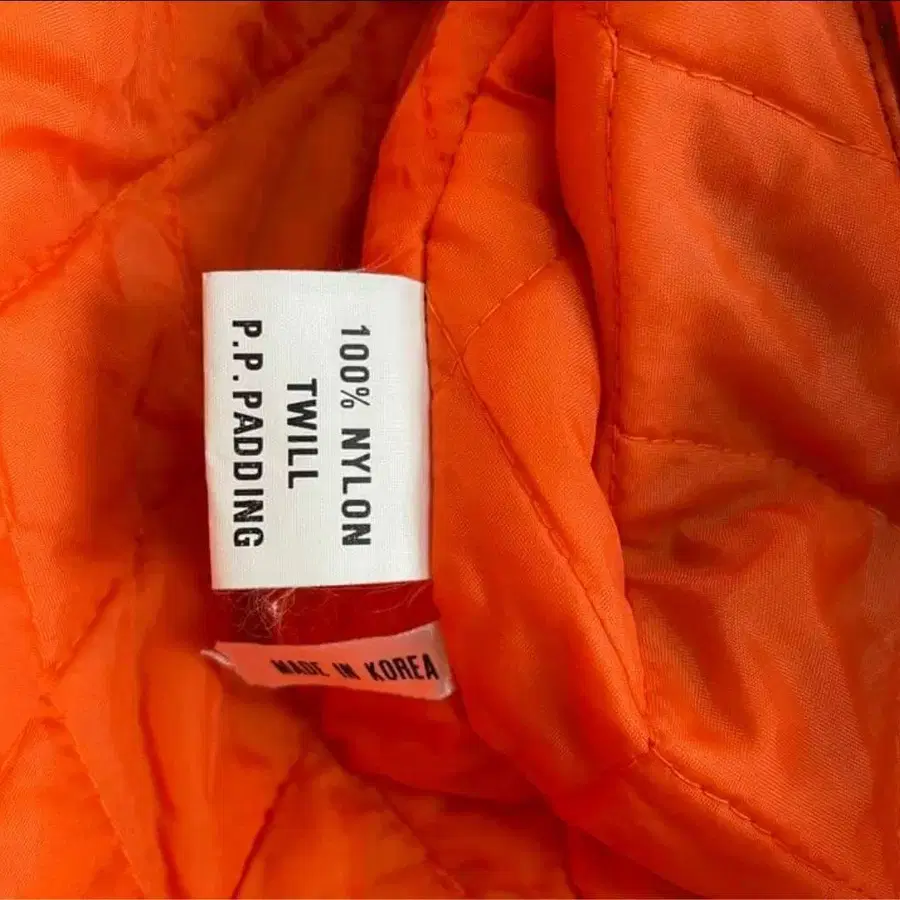 100% NYLON
TWILL
P.P. PADDING
MADE IN KOREA